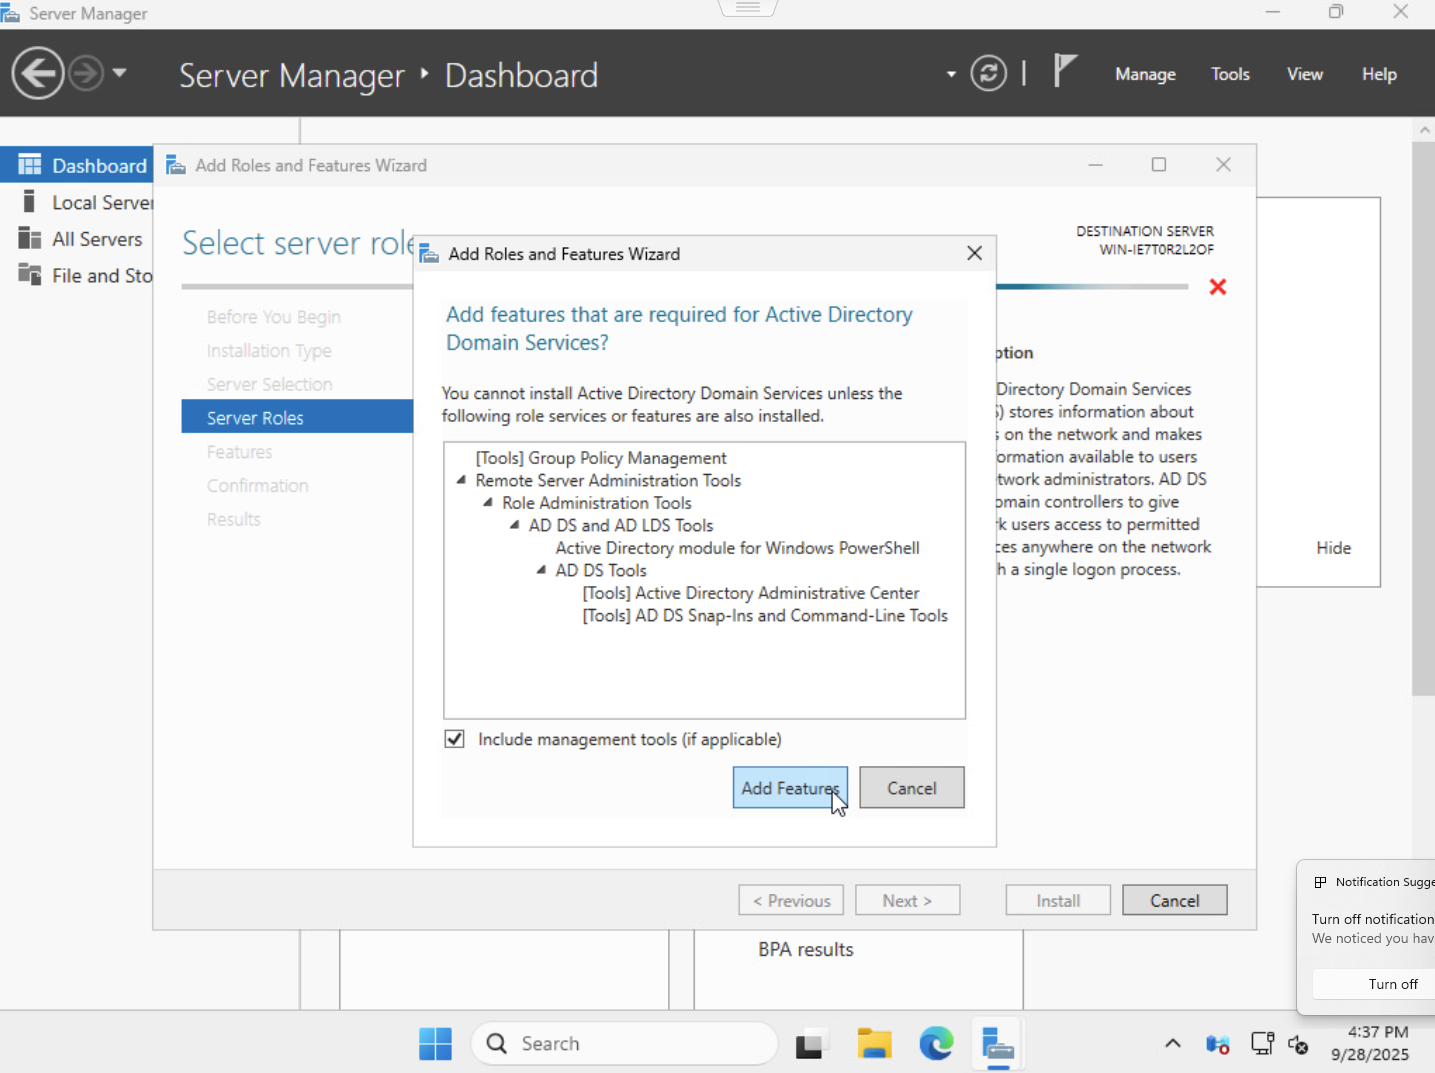 Server Manager
Server Manager ‣ Dashboard
Manage
Tools
View
Help
Dashboard
Local Server
All Servers
File and Sto
Add Roles and Features Wizard
Select server role
DESTINATION SERVER
WIN-IE7T0R2L2OF
Before You Begin
Installation Type
Server Selection
Server Roles
Features
Confirmation
Results
Add Roles and Features Wizard
Add features that are required for Active Directory
Domain Services?
You cannot install Active Directory Domain Services unless the
following role services or features are also installed.
[Tools] Group Policy Management
Remote Server Administration Tools
Role Administration Tools
AD DS and AD LDS Tools
Active Directory module for Windows PowerShell
AD DS Tools
[Tools] Active Directory Administrative Center
[Tools] AD DS Snap-Ins and Command-Line Tools
Include management tools (if applicable)
Add Features
Cancel
ption
Directory Domain Services
) stores information about
s on the network and makes
ormation available to users
twork administrators. AD DS
omain controllers to give
rk users access to permitted
ces anywhere on the network
h a single logon process.
Hide
< Previous
Next >
Install
Cancel
BPA results
Notification Sugge
Turn off notification
We noticed you hav
Turn off
Search
4:37 PM
9/28/2025